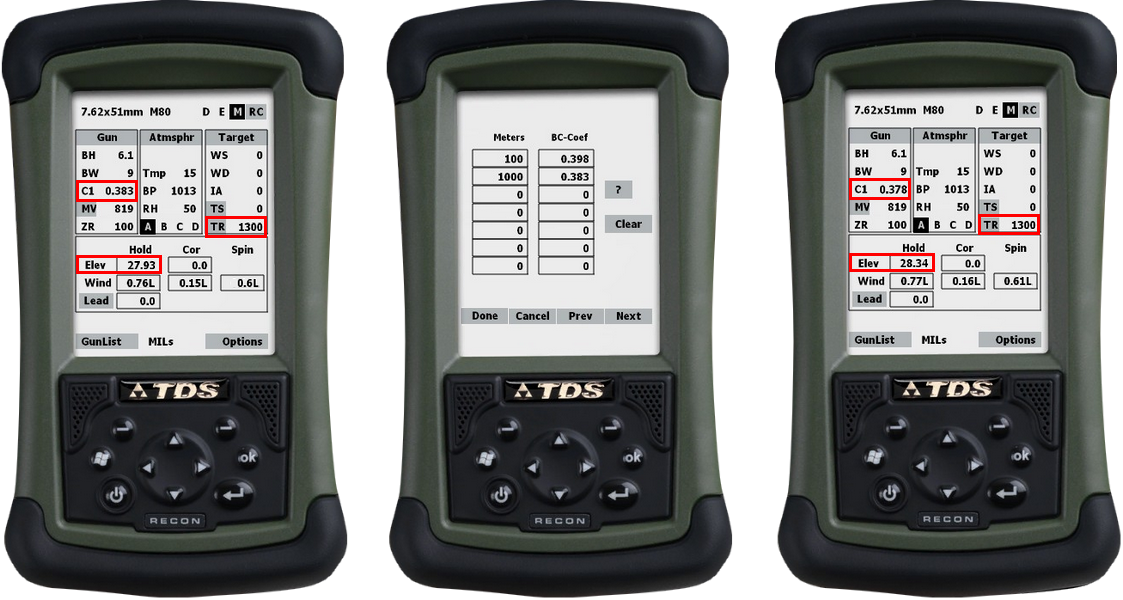 7.62x51mm M80 D E M RC
Gun Atmsphr Target
BH 6.1 WS 0
BW 9 Tmp 15 WD 0
C1 0.383 BP 1013 IA 0
MV 819 RH 50 TS 0
ZR 100 A B C D TR 1300
Hold Cor Spin
Elev 27.93 0.0
Wind 0.76L 0.15L 0.6L
Lead 0.0
GunList MILs Options
TDS
OK
RECON
Meters BC-Coef
100 0.398
1000 0.383
0 0
0 0 ?
0 0
0 0 Clear
0 0
Done Cancel Prev Next
TDS
OK
RECON
7.62x51mm M80 D E M RC
Gun Atmsphr Target
BH 6.1 WS 0
BW 9 Tmp 15 WD 0
C1 0.378 BP 1013 IA 0
MV 819 RH 50 TS 0
ZR 100 A B C D TR 1300
Hold Cor Spin
Elev 28.34 0.0
Wind 0.77L 0.16L 0.61L
Lead 0.0
GunList MILs Options
TDS
OK
RECON